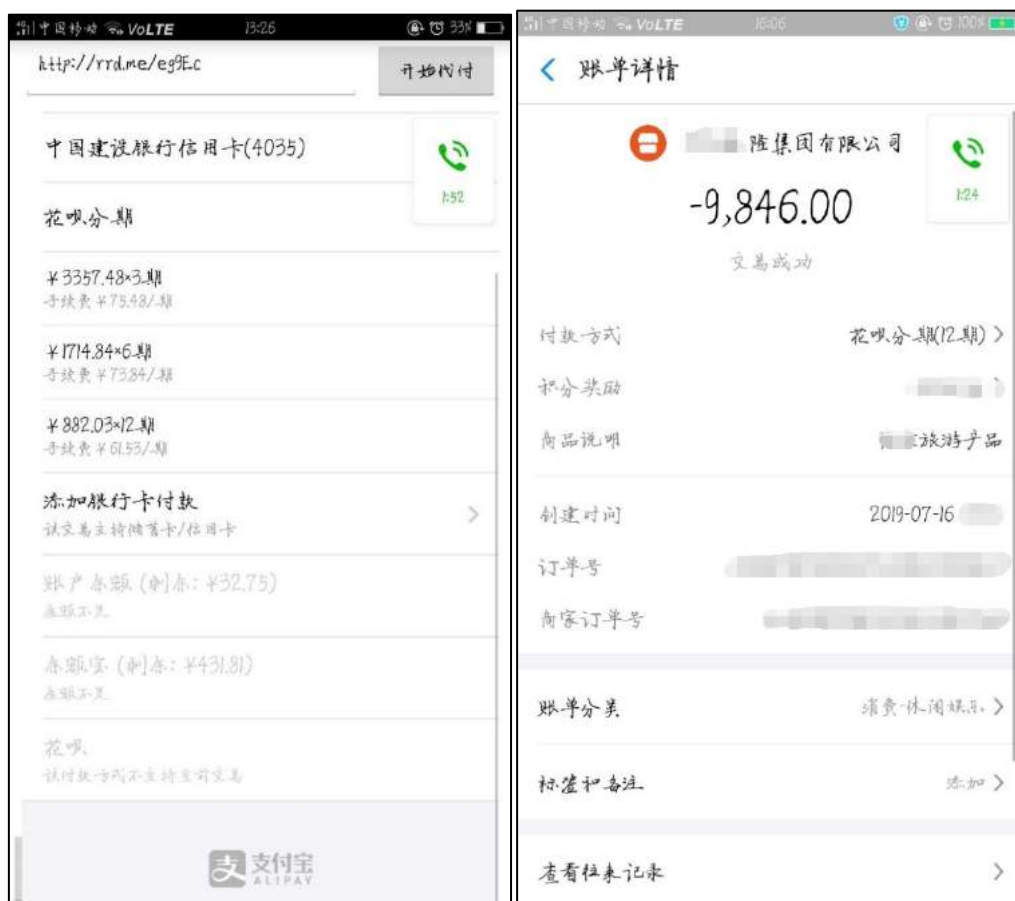 中国移动 VoLTE 13:26 33%
http://rrd.me/eg9Ec
开始代付
中国建设银行信用卡(4035)
1:52
花呗分期
￥3357.48×3期
手续费￥75.48/期
￥1714.84×6期
手续费￥73.84/期
￥882.03×12期
手续费￥61.53/期
添加银行卡付款
该交易支持储蓄卡/信用卡
账户余额 (剩余: ￥32.75)
余额不足
余额宝 (剩余: ￥431.81)
余额不足
花呗
该付款方式不支持当前交易
支付宝
ALIPAY
中国移动 VoLTE 16:06 100%
账单详情
隆集团有限公司
-9,846.00
1:24
交易成功
付款方式 花呗分期(12期)
积分奖励
商品说明 旅游产品
创建时间 2019-07-16
订单号
商家订单号
账单分类 消费-休闲娱乐
标签和备注 添加
查看往来记录